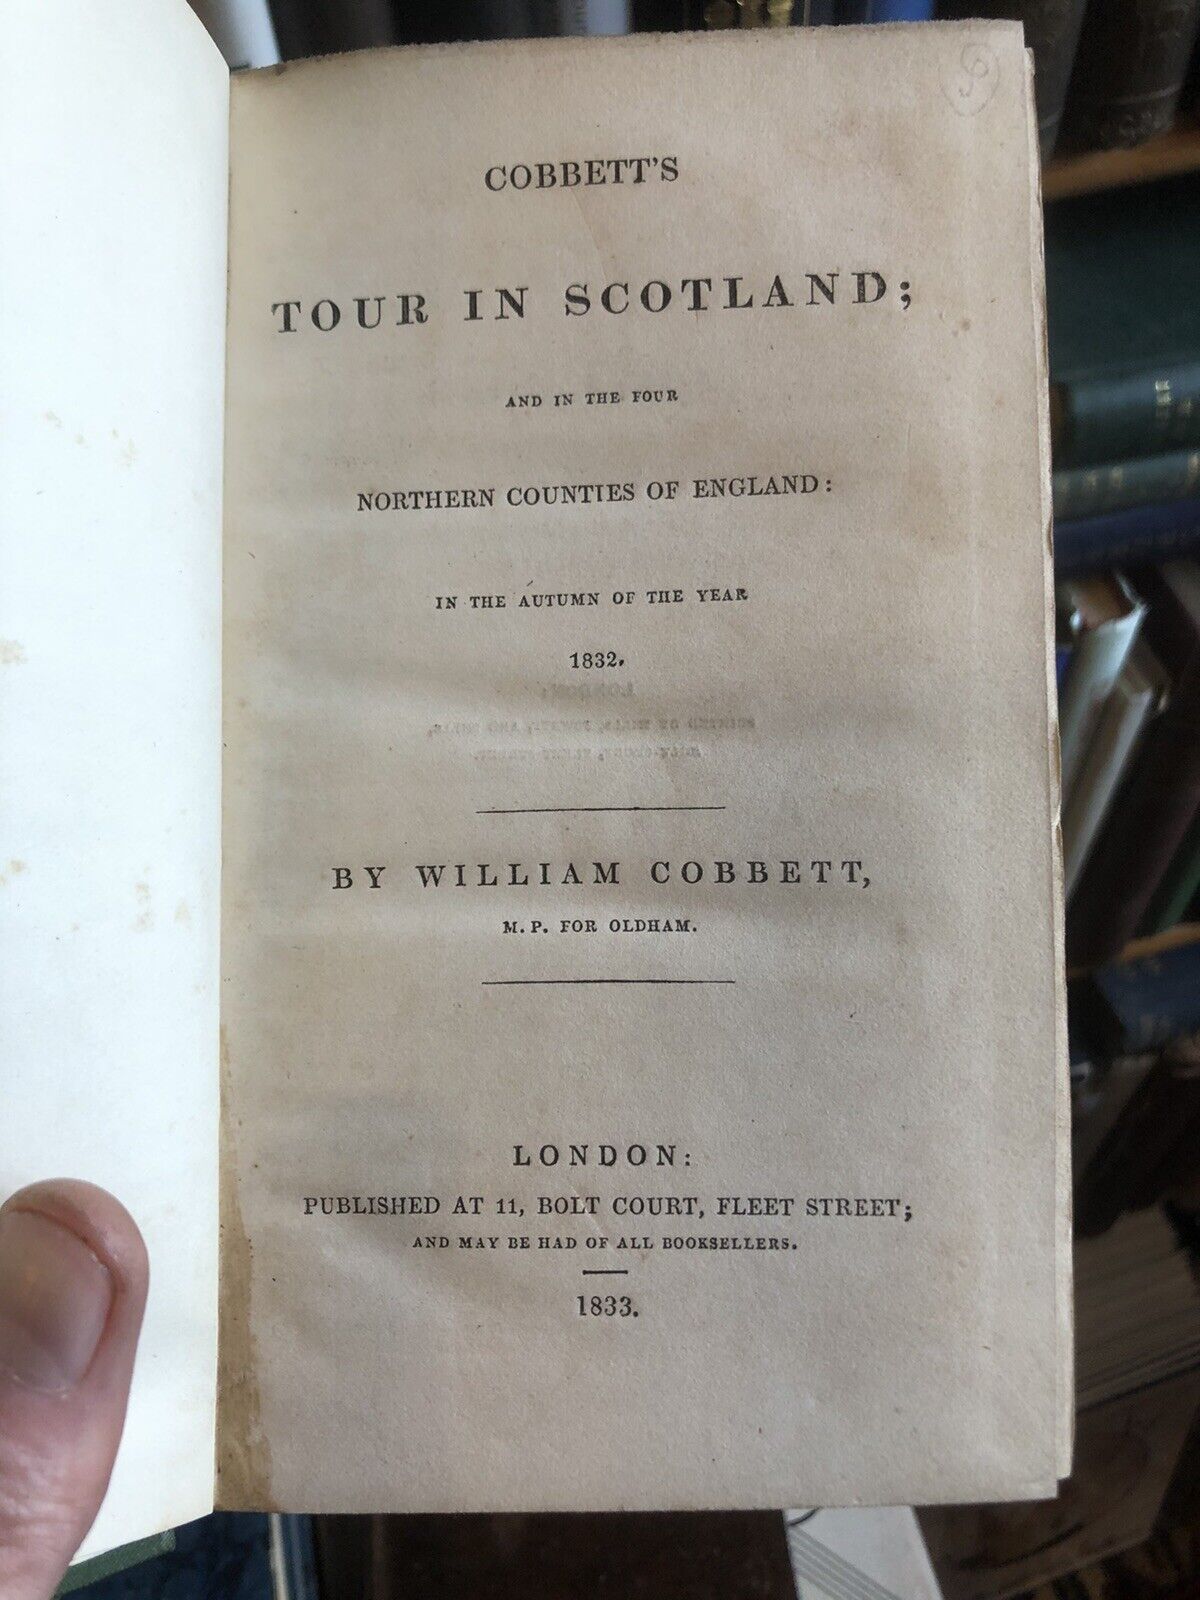 COBBETT'S
TOUR IN SCOTLAND;
AND IN THE FOUR
NORTHERN COUNTIES OF ENGLAND:
IN THE AUTUMN OF THE YEAR
1832.
BY WILLIAM COBBETT,
M. P. FOR OLDHAM.
LONDON:
PUBLISHED AT 11, BOLT COURT, FLEET STREET;
AND MAY BE HAD OF ALL BOOKSELLERS.
1833.